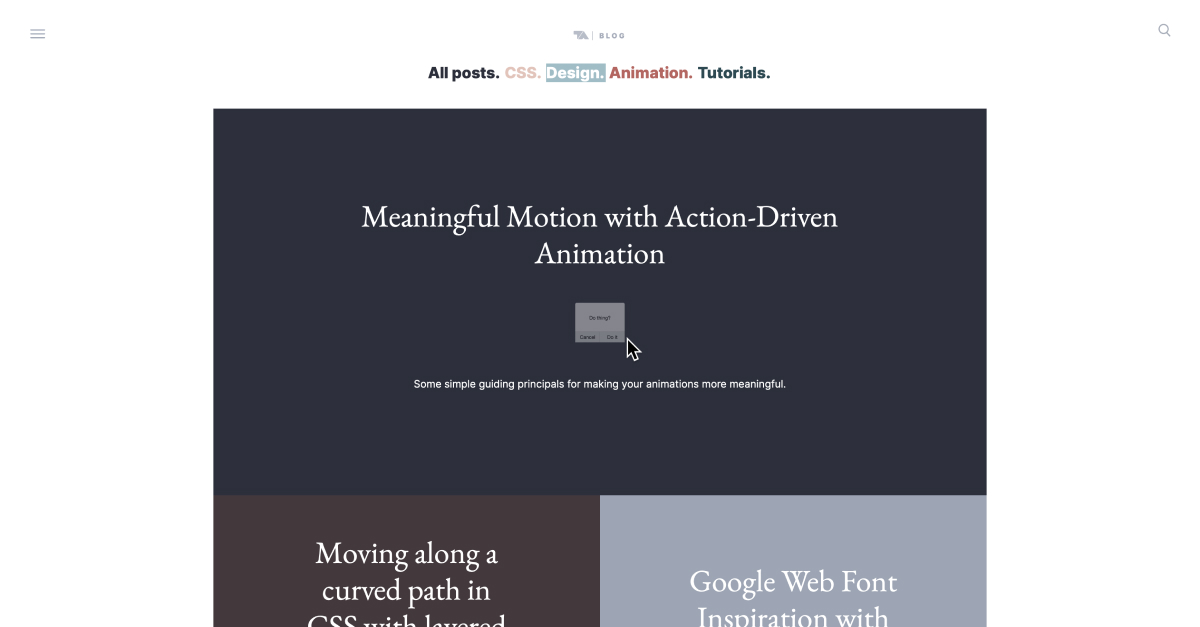 BLOG
All posts. CSS. Design. Animation. Tutorials.
Meaningful Motion with Action-Driven
Animation
Do thing?
Cancel Do it
Some simple guiding principals for making your animations more meaningful.
Moving along a
curved path in
CSS with layered
Google Web Font
Inspiration with